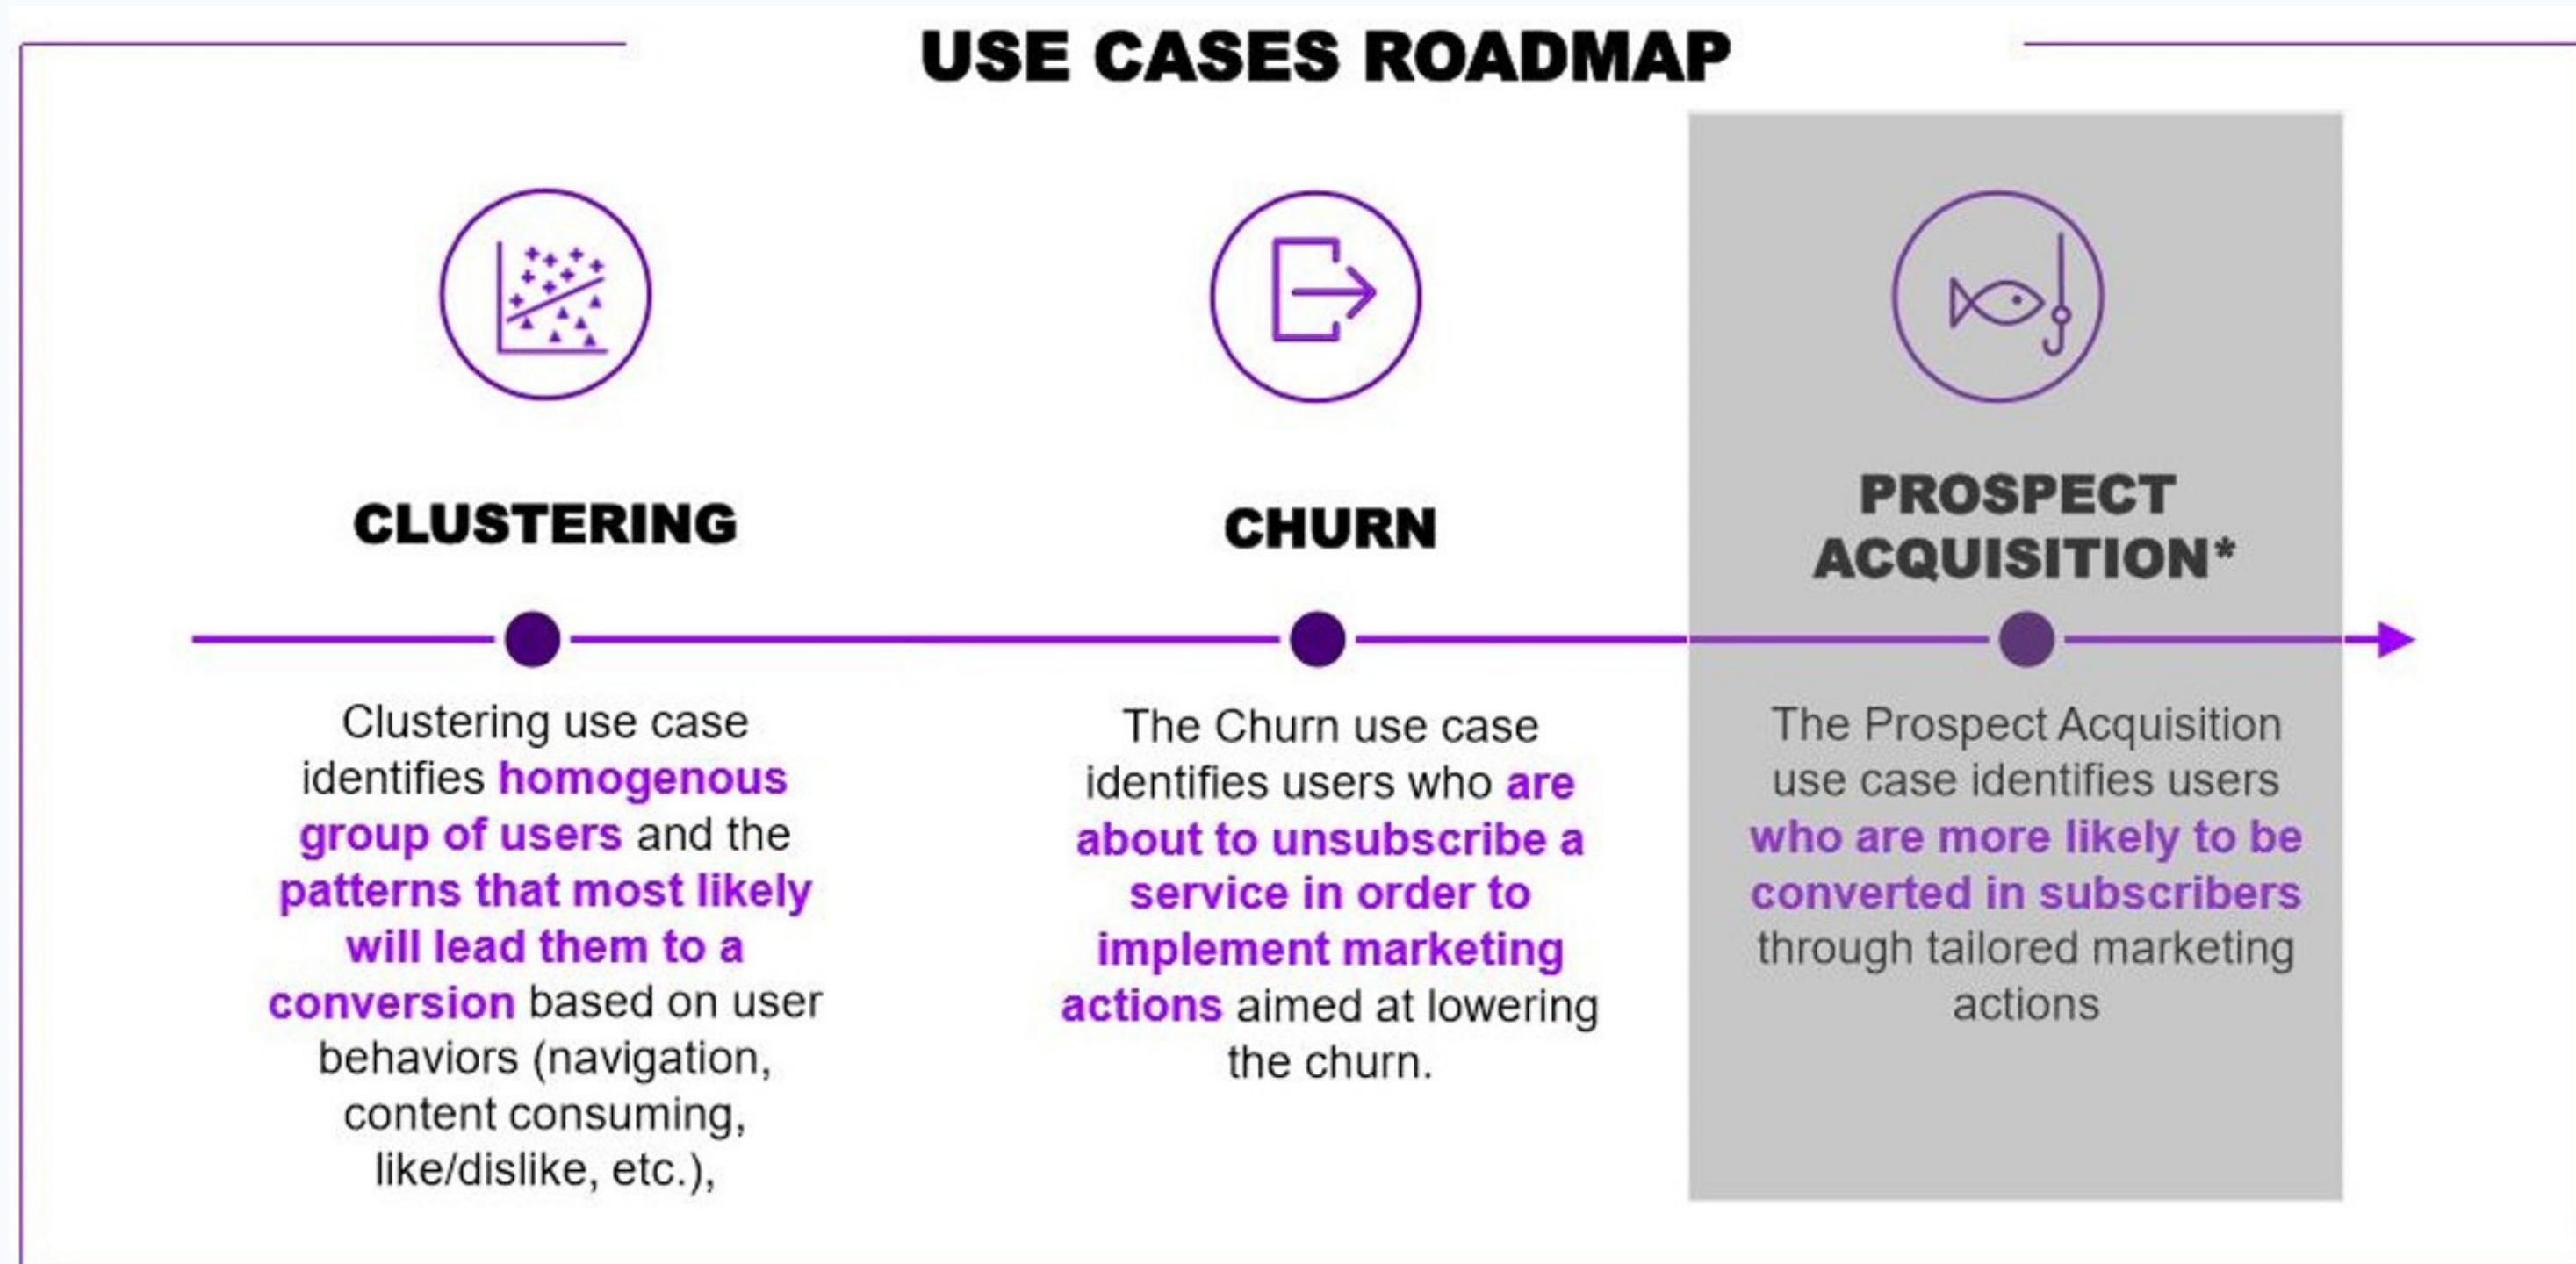 USE CASES ROADMAP
CLUSTERING
Clustering use case
identifies homogenous
group of users and the
patterns that most likely
will lead them to a
conversion based on user
behaviors (navigation,
content consuming,
like/dislike, etc.),
CHURN
The Churn use case
identifies users who are
about to unsubscribe a
service in order to
implement marketing
actions aimed at lowering
the churn.
PROSPECT
ACQUISITION*
The Prospect Acquisition
use case identifies users
who are more likely to be
converted in subscribers
through tailored marketing
actions